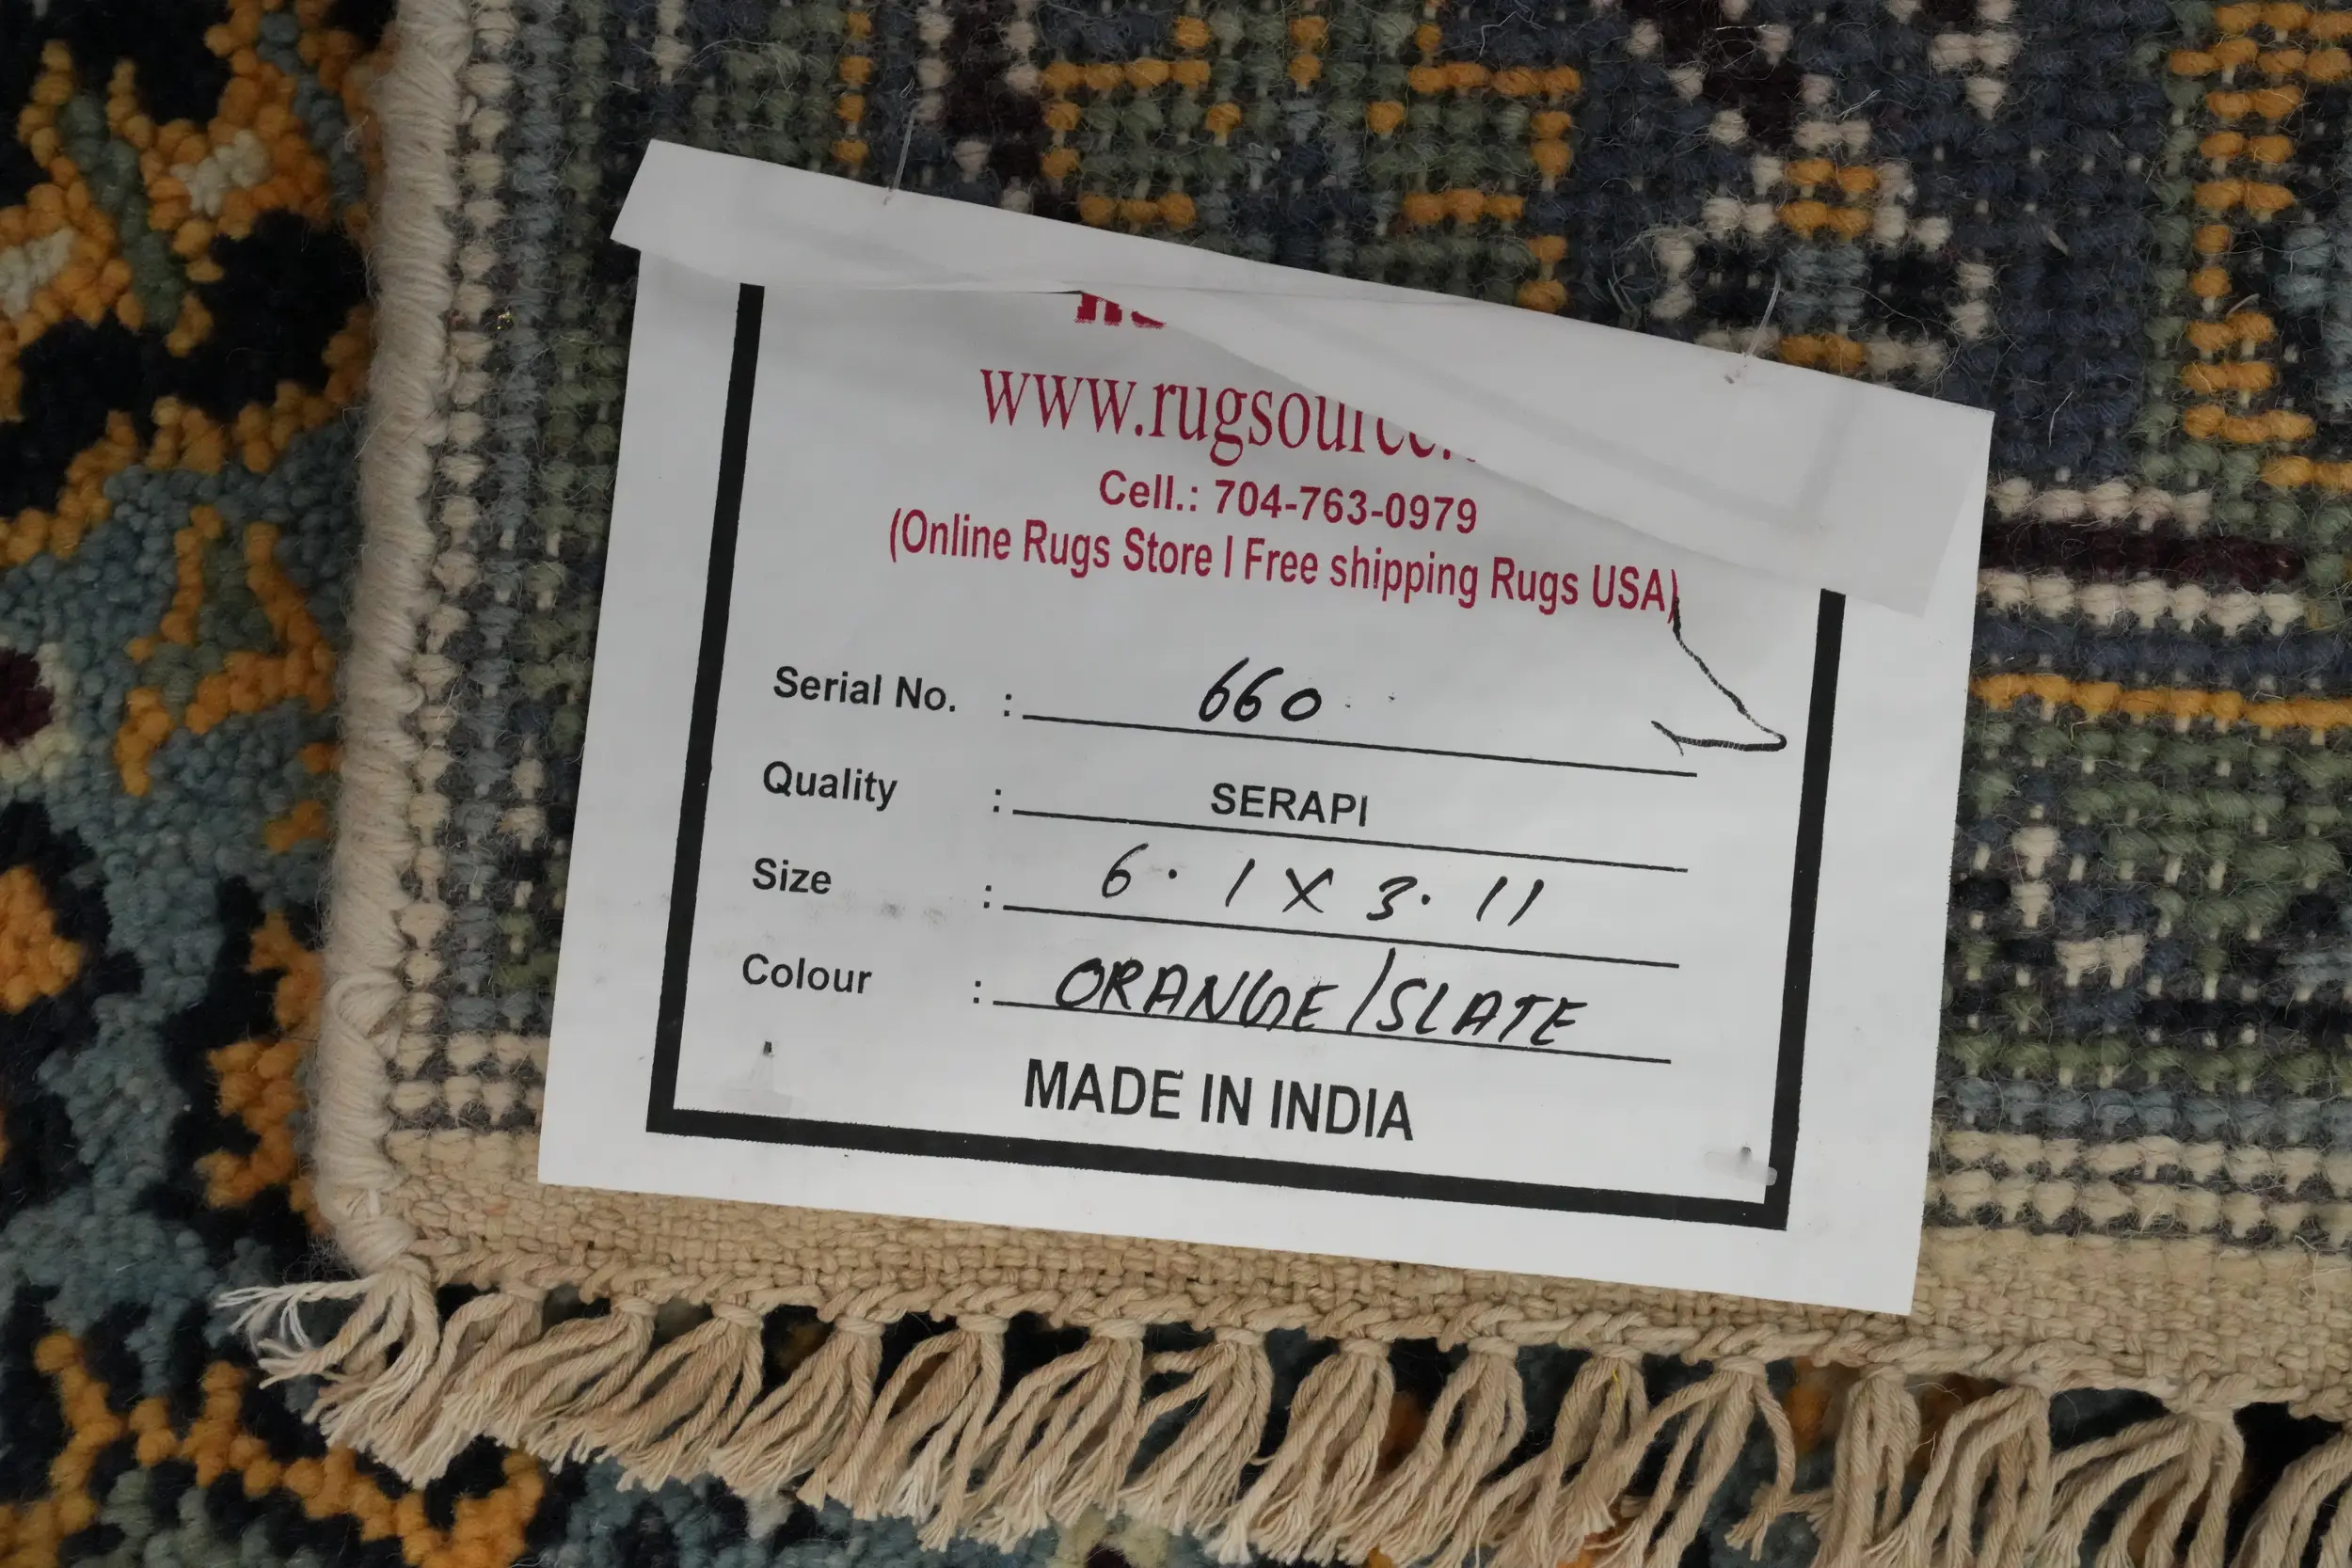 www.rugsource.
Cell.: 704-763-0979
(Online Rugs Store I Free shipping Rugs USA)
Serial No. : 660
Quality : SERAPI
Size : 6.1 X 3.11
Colour : ORANGE/SLATE
MADE IN INDIA